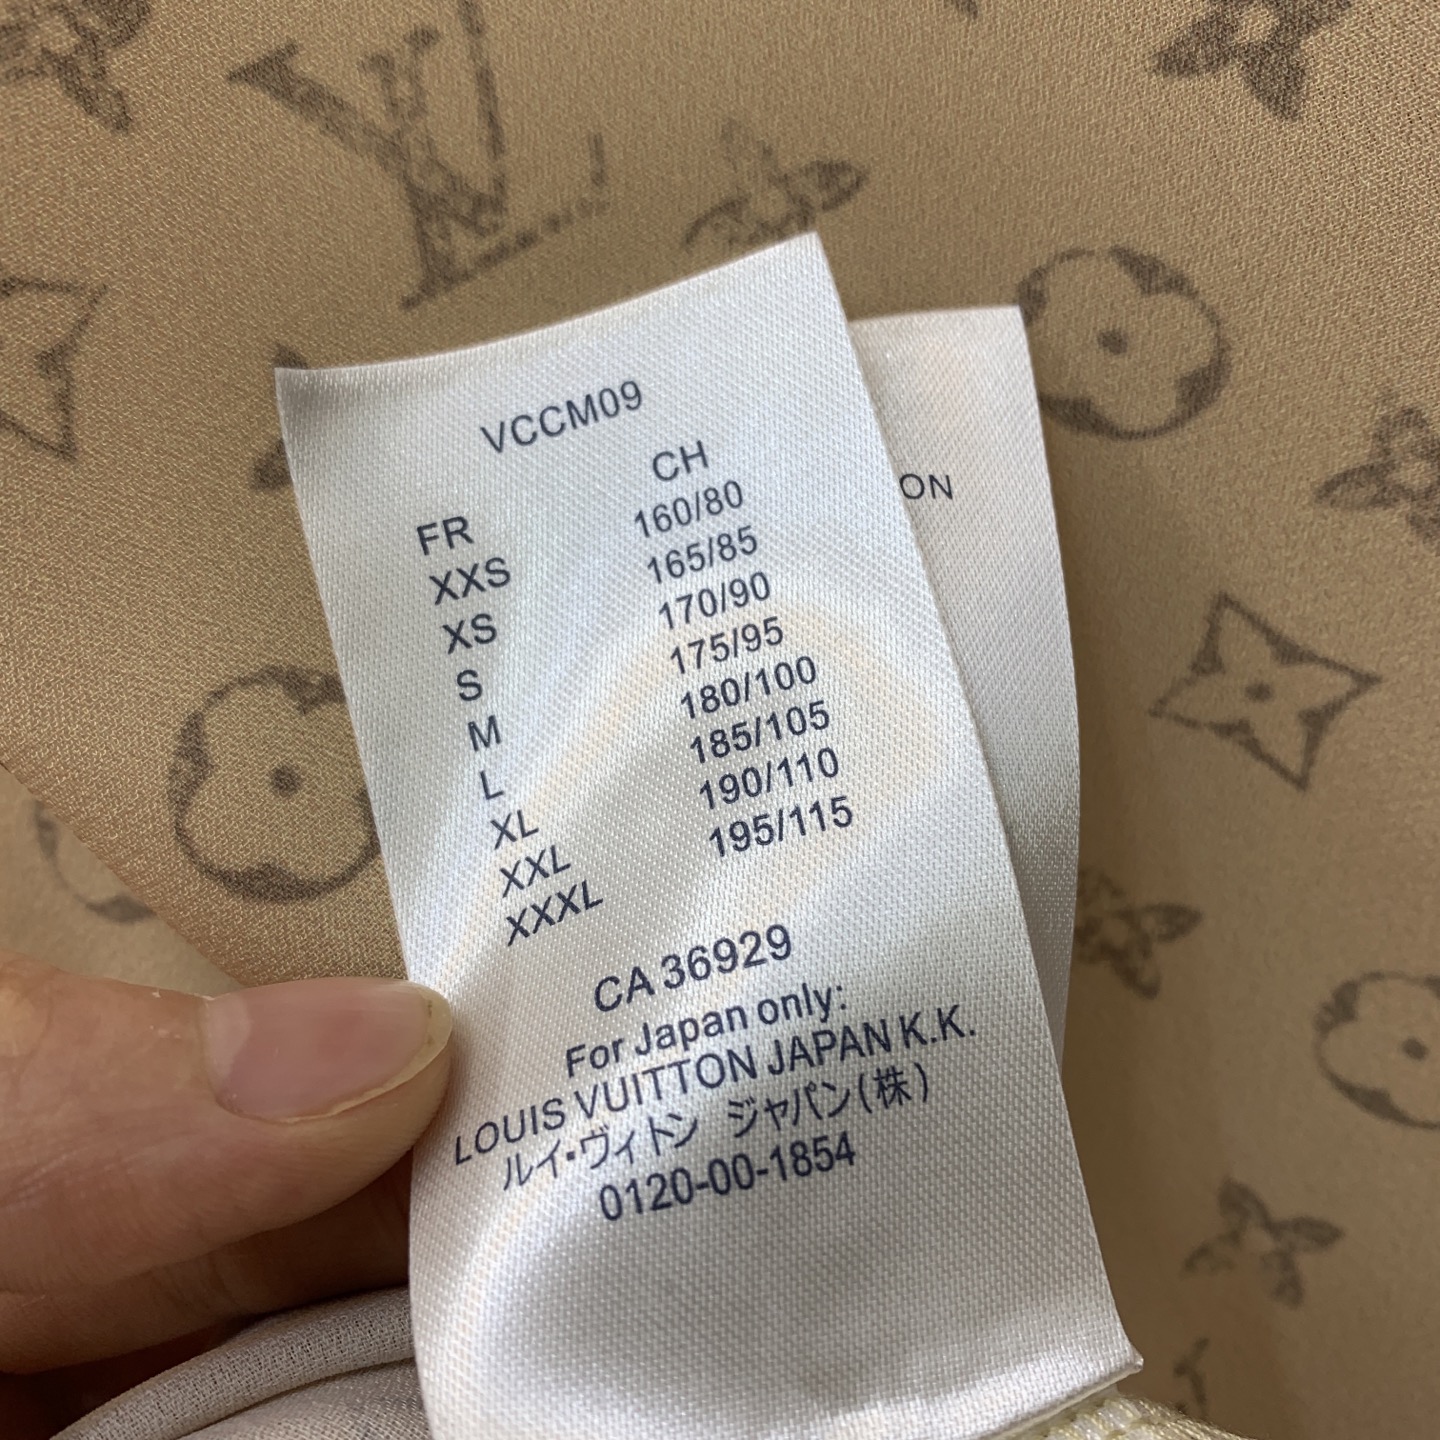 VCCM09
FR CH
XXS 160/80
XS 165/85
S 170/90
M 175/95
L 180/100
XL 185/105
XXL 190/110
XXXL 195/115
CA 36929
For Japan only:
LOUIS VUITTON JAPAN K.K.
ルイ・ヴィトン ジャパン(株)
0120-00-1854
ON
LV